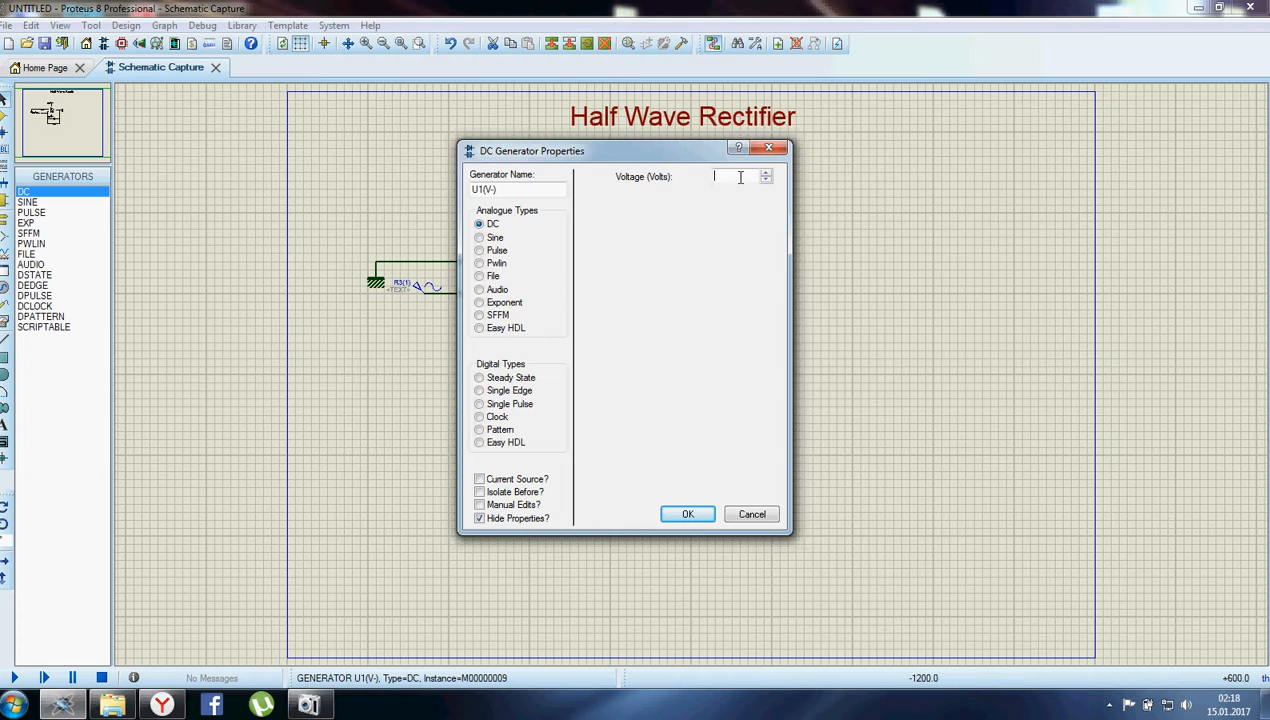 UNTITLED - Proteus 8 Professional - Schematic Capture
File Edit View Tool Design Graph Debug Library Template System Help
Home Page
Schematic Capture
Half Wave Rectifier
GENERATORS
DC
SINE
PULSE
EXP
SFFM
PWLIN
FILE
AUDIO
DSTATE
DEDGE
DPULSE
DCLOCK
DPATTERN
SCRIPTABLE
R3(1)
<TEXT>
DC Generator Properties
Generator Name:
U1(V-)
Analogue Types
DC
Sine
Pulse
Pwlin
File
Audio
Exponent
SFFM
Easy HDL
Digital Types
Steady State
Single Edge
Single Pulse
Clock
Pattern
Easy HDL
Current Source?
Isolate Before?
Manual Edits?
Hide Properties?
Voltage (Volts):
OK
Cancel
No Messages
GENERATOR U1(V-), Type=DC, Instance=M00000009
-1200.0
+600.0
th
02:18
15.01.2017